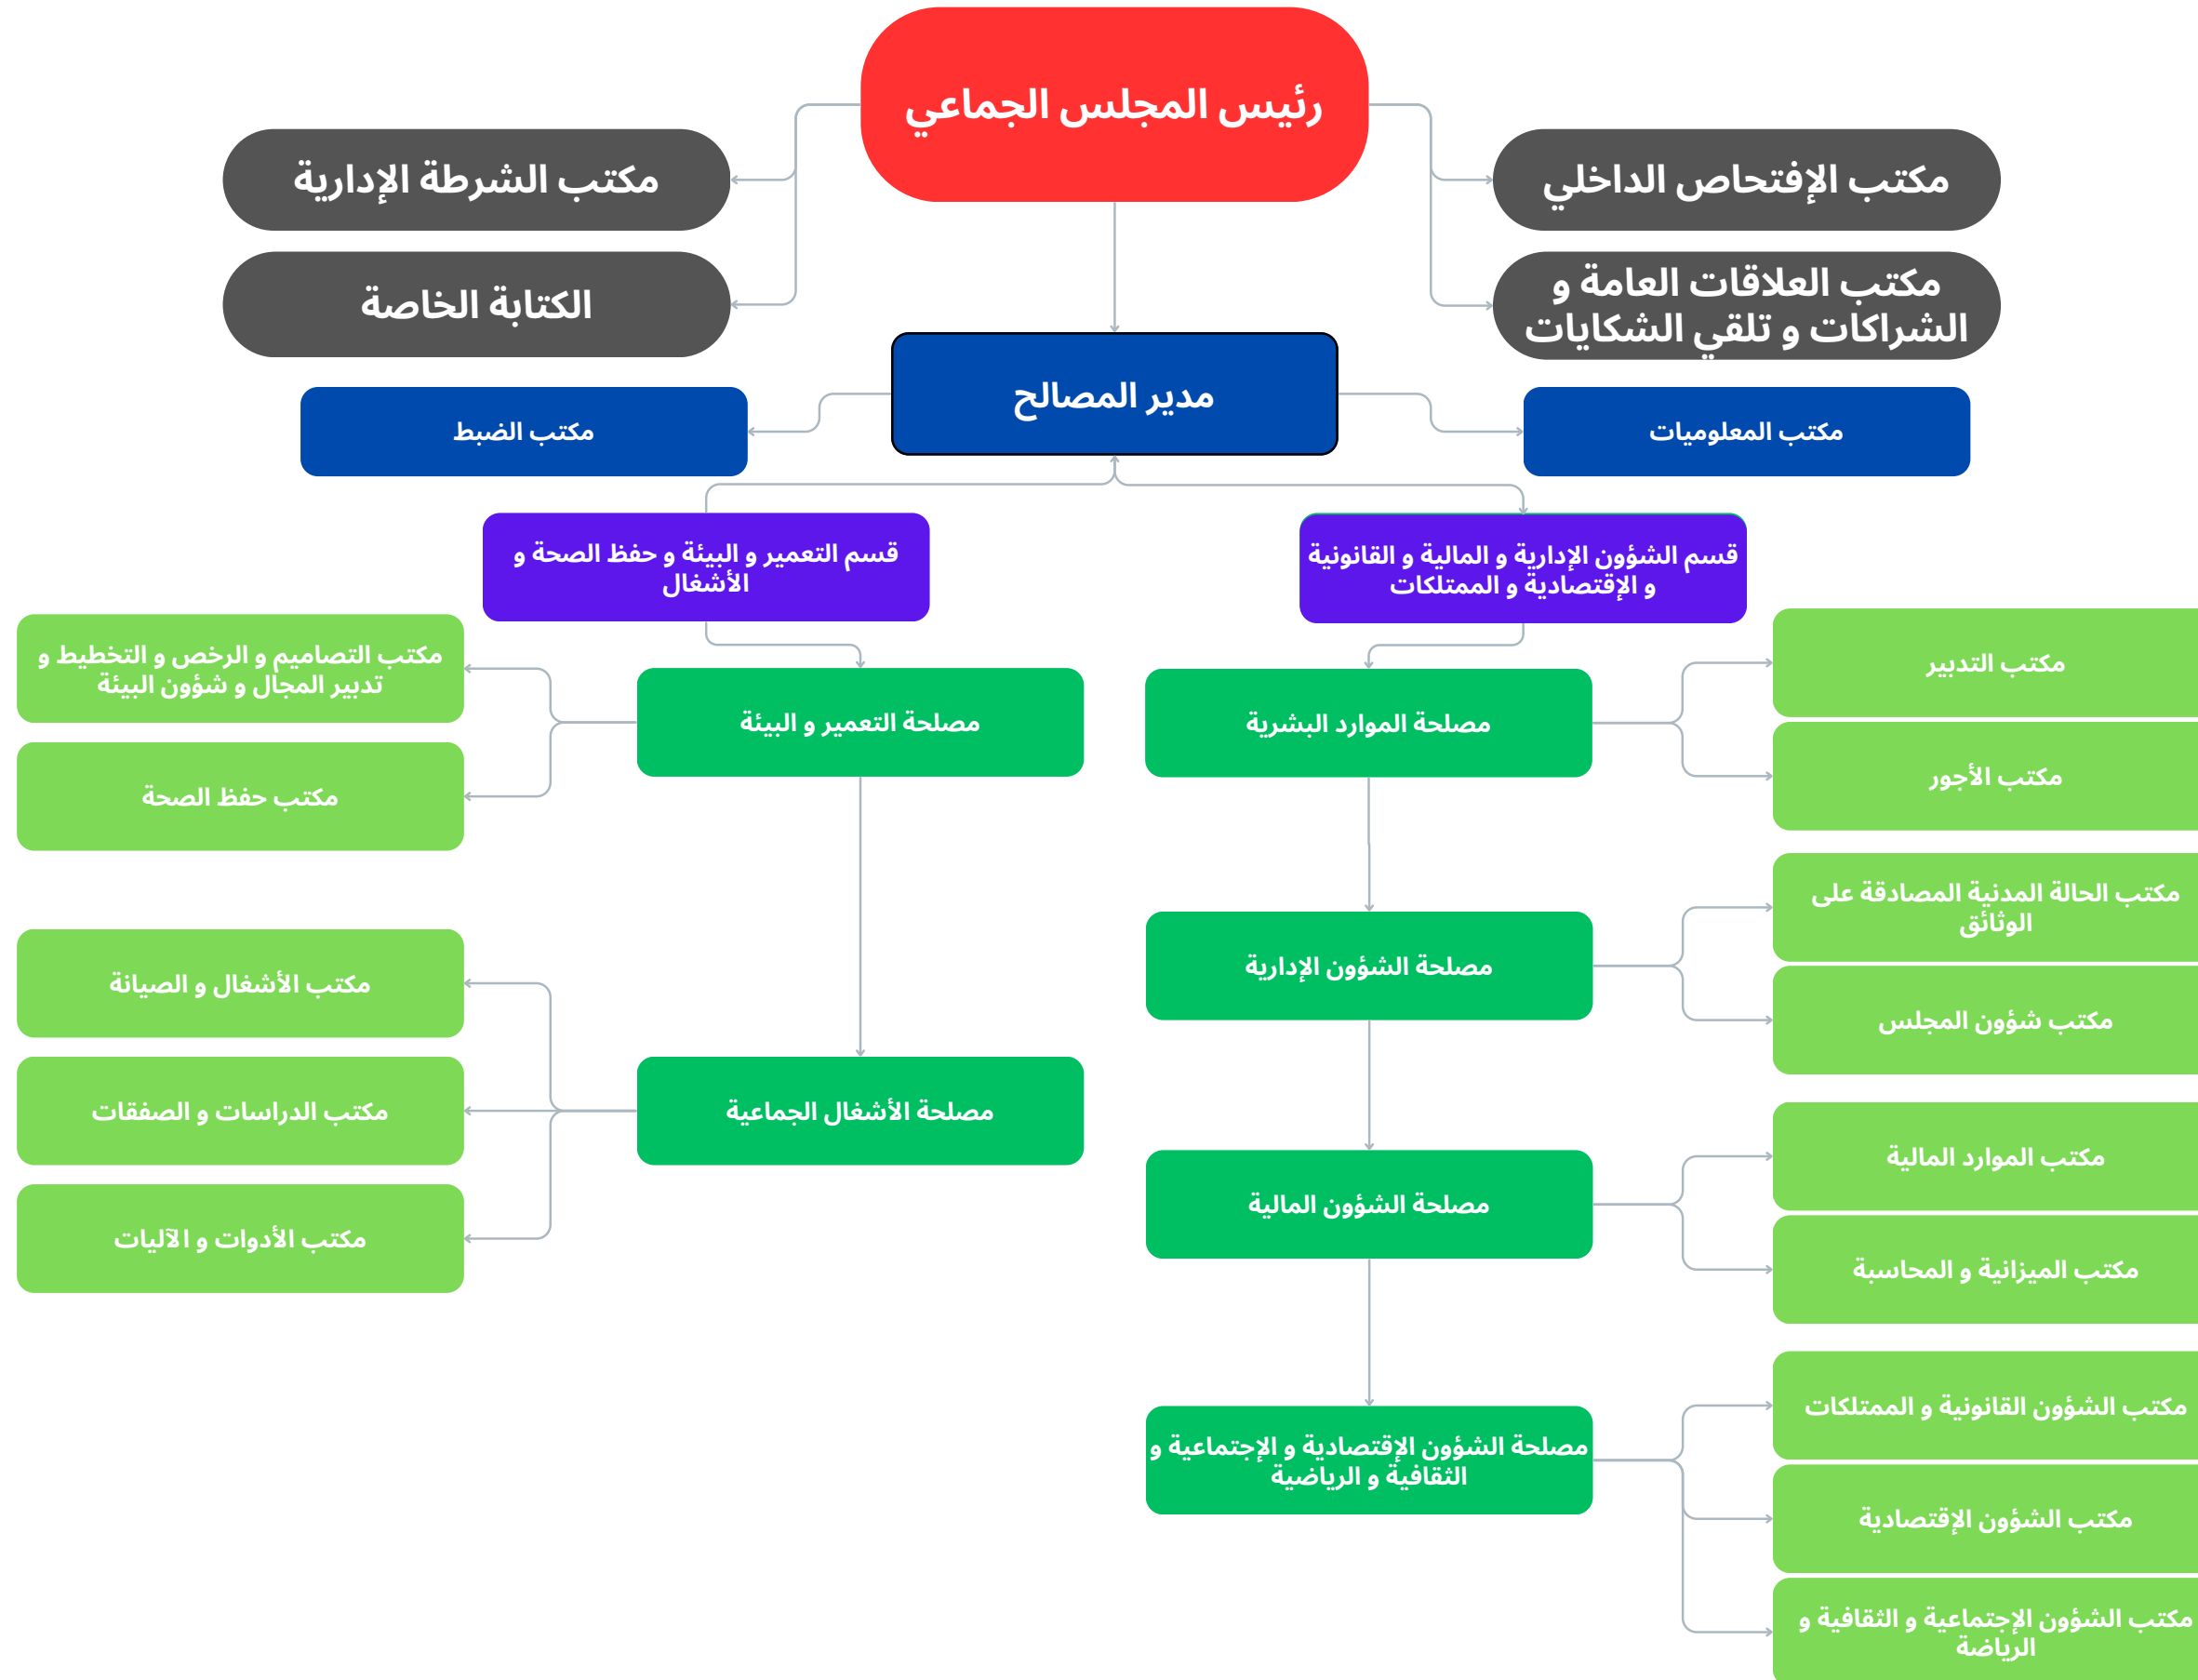 رئيس المجلس الجماعي
مكتب الإفتحاص الداخلي
مكتب الشرطة الإدارية
مكتب العلاقات العامة و
الشراكات و تلقي الشكايات
الكتابة الخاصة
مدير المصالح
مكتب المعلوميات
مكتب الضبط
قسم الشؤون الإدارية و المالية و القانونية
و الإقتصادية و الممتلكات
قسم التعمير و البيئة و حفظ الصحة و
الأشغال
مصلحة الموارد البشرية
مكتب التدبير
مكتب الأجور
مصلحة الشؤون الإدارية
مكتب الحالة المدنية المصادقة على
الوثائق
مكتب شؤون المجلس
مصلحة الشؤون المالية
مكتب الموارد المالية
مكتب الميزانية و المحاسبة
مصلحة الشؤون الإقتصادية و الإجتماعية و
الثقافية و الرياضية
مكتب الشؤون القانونية و الممتلكات
مكتب الشؤون الإقتصادية
مكتب الشؤون الإجتماعية و الثقافية و
الرياضة
مصلحة التعمير و البيئة
مكتب التصاميم و الرخص و التخطيط و
تدبير المجال و شؤون البيئة
مكتب حفظ الصحة
مصلحة الأشغال الجماعية
مكتب الأشغال و الصيانة
مكتب الدراسات و الصفقات
مكتب الأدوات و الآليات